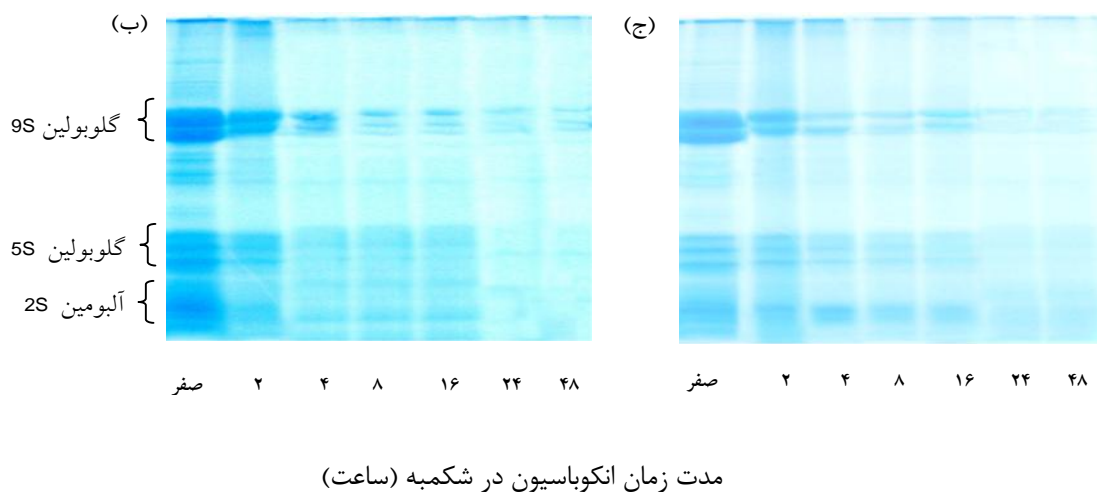 (ب)
(ج)
گلوبولین 9S
گلوبولین 5S
آلبومین 2S
صفر ۲ ۴ ۸ ۱۶ ۲۴ ۴۸
صفر ۲ ۴ ۸ ۱۶ ۲۴ ۴۸
مدت زمان انکوباسیون در شکمبه (ساعت)